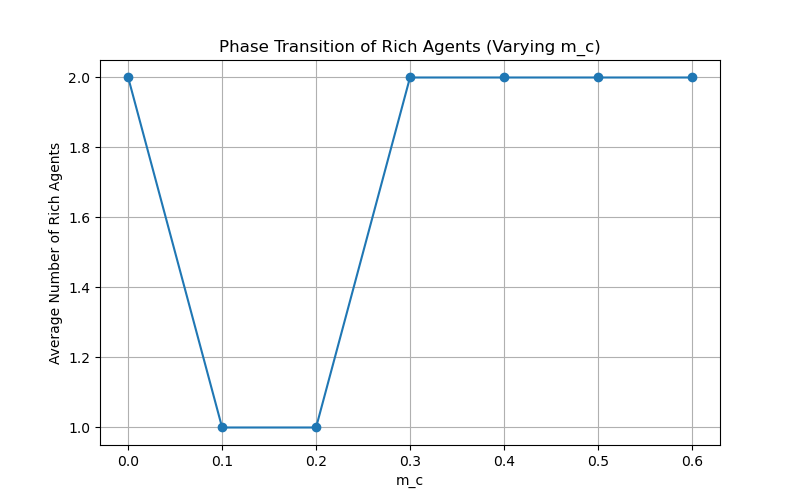 Phase Transition of Rich Agents (Varying m_c)
Average Number of Rich Agents
2.0
1.8
1.6
1.4
1.2
1.0
0.0 0.1 0.2 0.3 0.4 0.5 0.6
m_c